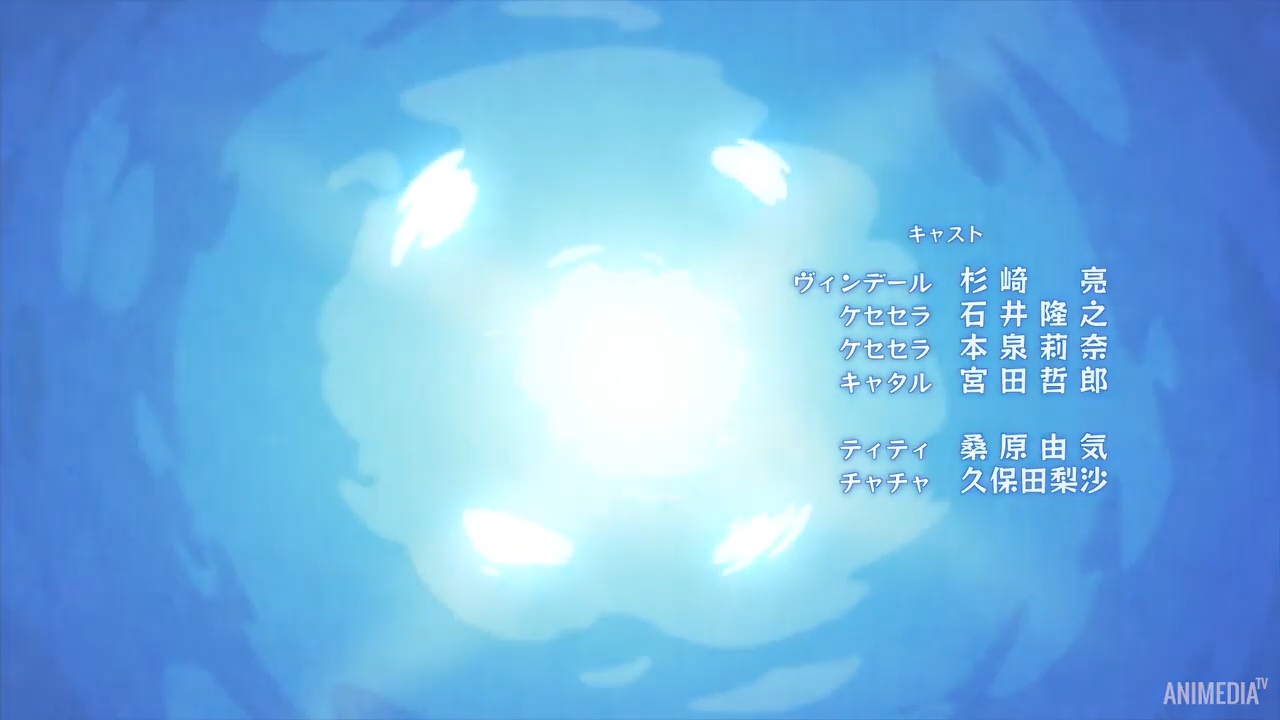 キャスト
ヴィンデール 杉﨑 亮
ケセセラ 石井隆之
ケセセラ 本泉莉奈
キャタル 宮田哲郎
ティティ 桑原由気
チャチャ 久保田梨沙
ANIMEDIA TV